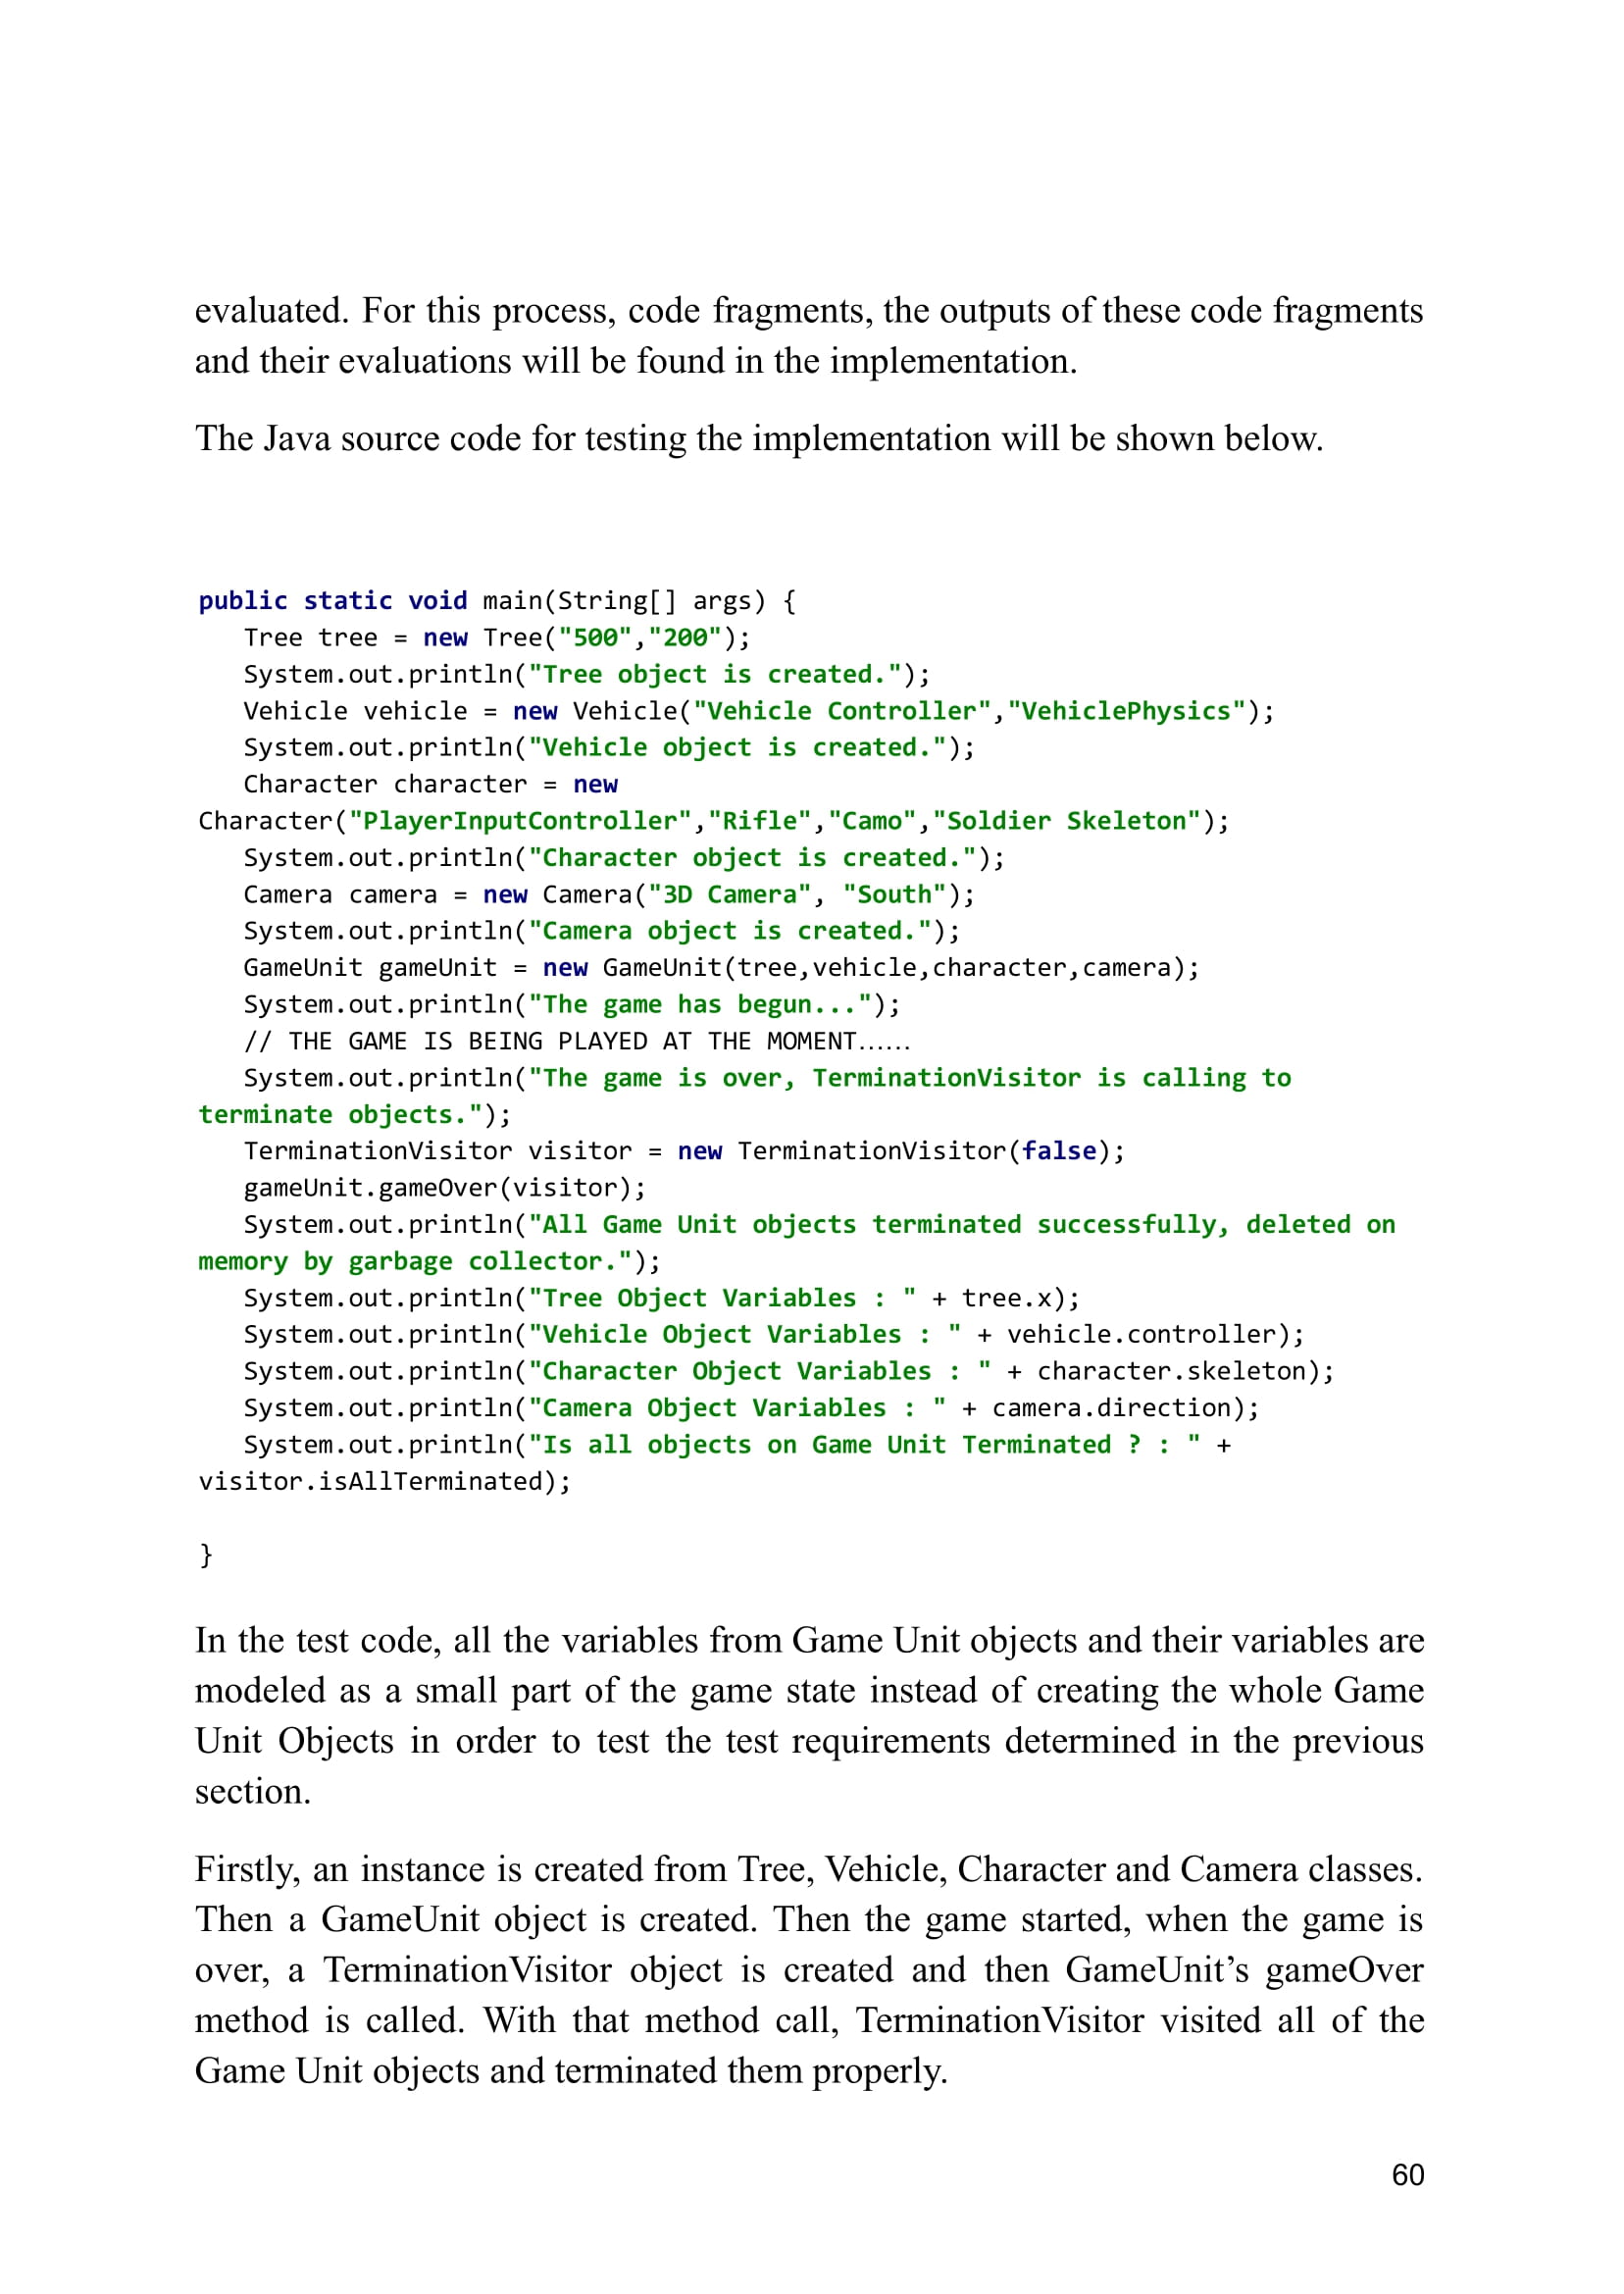 evaluated. For this process, code fragments, the outputs of these code fragments
and their evaluations will be found in the implementation.
The Java source code for testing the implementation will be shown below.
public static void main(String[] args) {
   Tree tree = new Tree("500","200");
   System.out.println("Tree object is created.");
   Vehicle vehicle = new Vehicle("Vehicle Controller","VehiclePhysics");
   System.out.println("Vehicle object is created.");
   Character character = new
Character("PlayerInputController","Rifle","Camo","Soldier Skeleton");
   System.out.println("Character object is created.");
   Camera camera = new Camera("3D Camera", "South");
   System.out.println("Camera object is created.");
   GameUnit gameUnit = new GameUnit(tree,vehicle,character,camera);
   System.out.println("The game has begun...");
   // THE GAME IS BEING PLAYED AT THE MOMENT……
   System.out.println("The game is over, TerminationVisitor is calling to
terminate objects.");
   TerminationVisitor visitor = new TerminationVisitor(false);
   gameUnit.gameOver(visitor);
   System.out.println("All Game Unit objects terminated successfully, deleted on
memory by garbage collector.");
   System.out.println("Tree Object Variables : " + tree.x);
   System.out.println("Vehicle Object Variables : " + vehicle.controller);
   System.out.println("Character Object Variables : " + character.skeleton);
   System.out.println("Camera Object Variables : " + camera.direction);
   System.out.println("Is all objects on Game Unit Terminated ? : " +
visitor.isAllTerminated);
}
In the test code, all the variables from Game Unit objects and their variables are
modeled as a small part of the game state instead of creating the whole Game
Unit Objects in order to test the test requirements determined in the previous
section.
Firstly, an instance is created from Tree, Vehicle, Character and Camera classes.
Then a GameUnit object is created. Then the game started, when the game is
over, a TerminationVisitor object is created and then GameUnit’s gameOver
method is called. With that method call, TerminationVisitor visited all of the
Game Unit objects and terminated them properly.
60